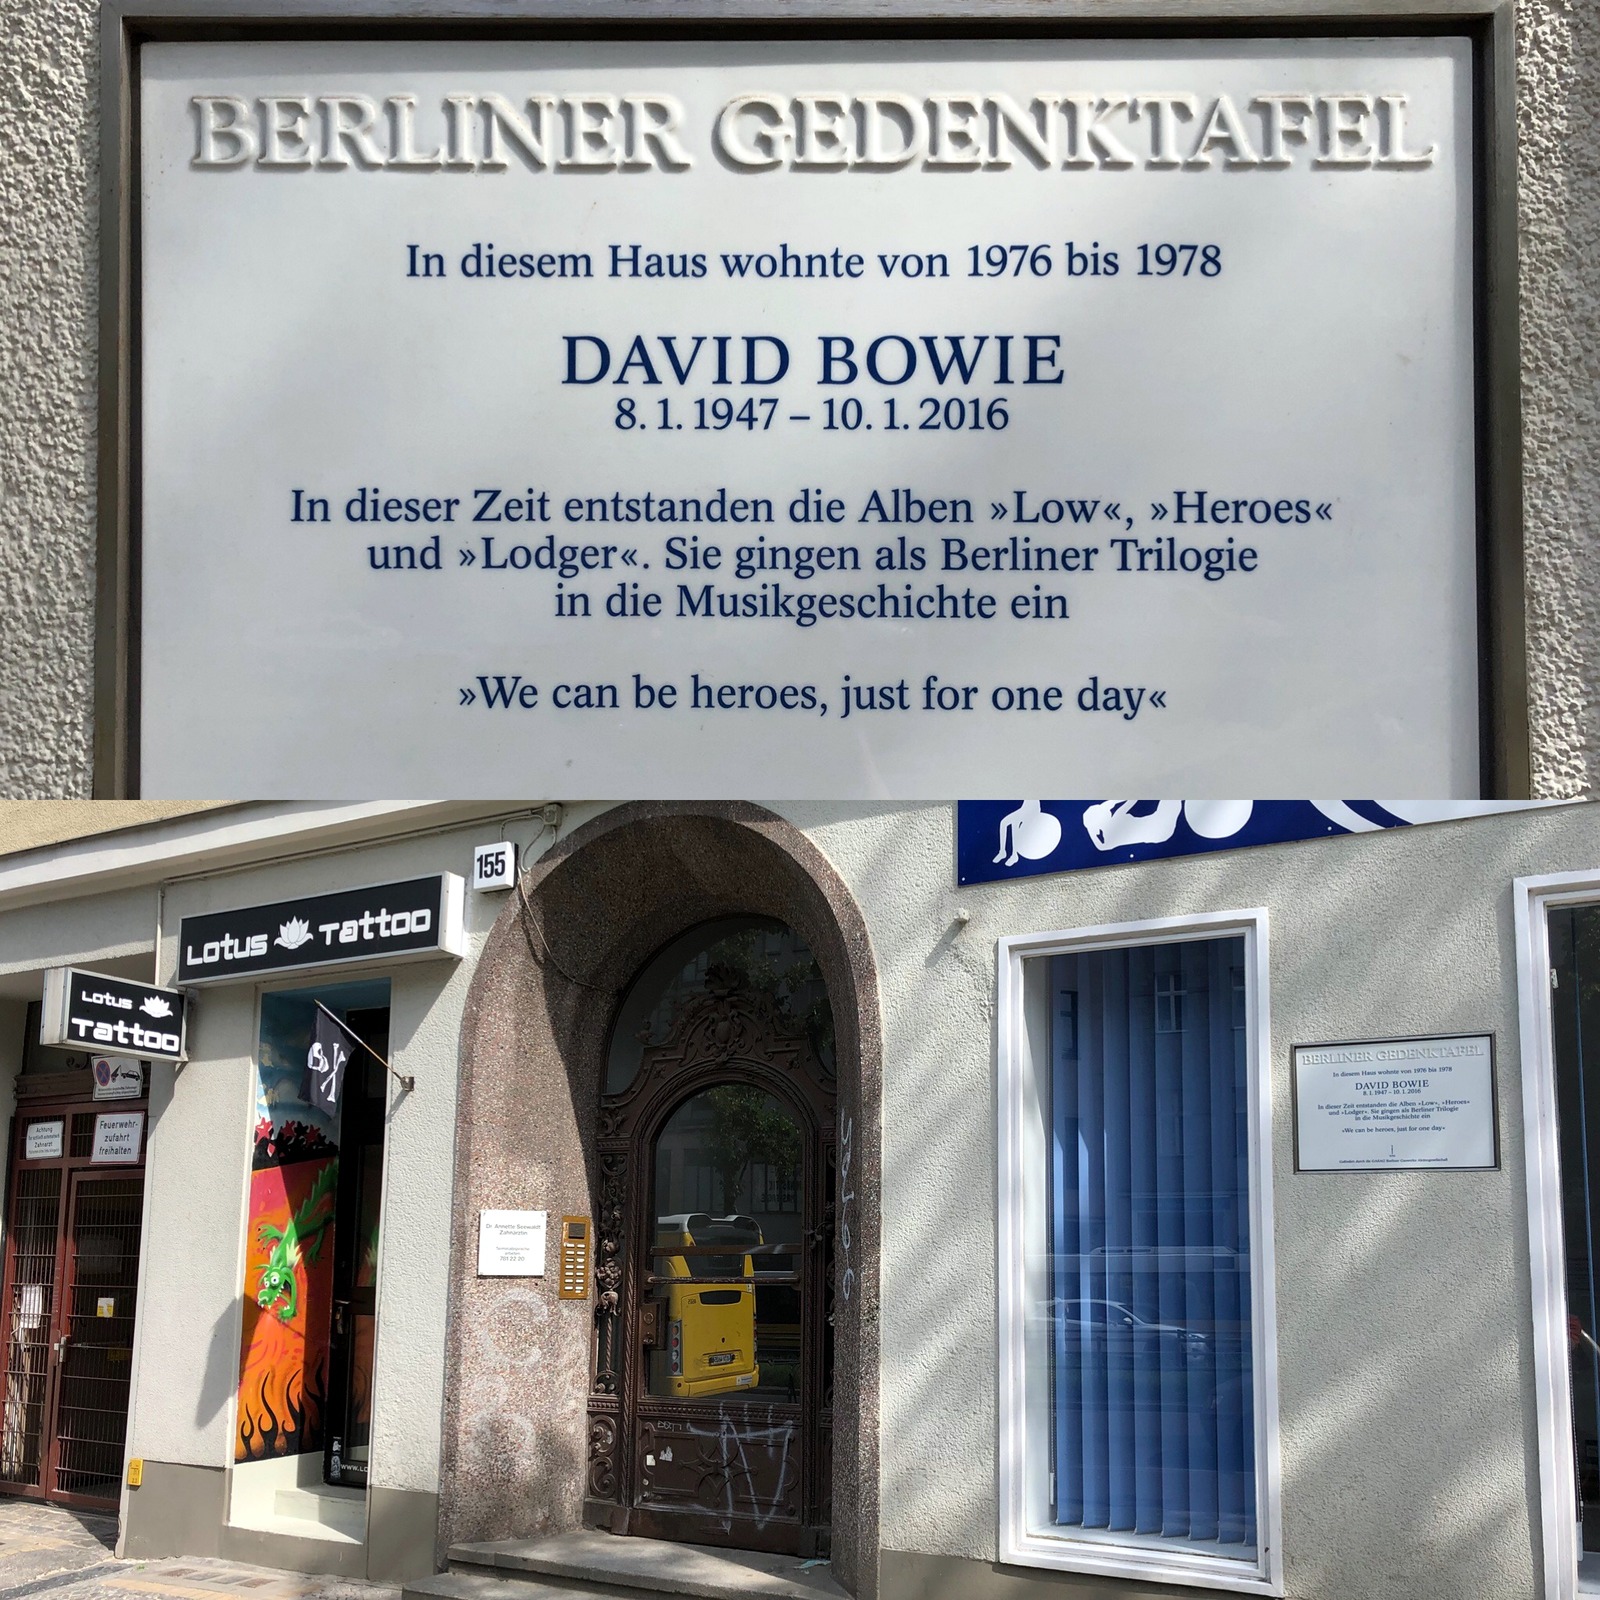 BERLINER GEDENKTAFEL
In diesem Haus wohnte von 1976 bis 1978
DAVID BOWIE
8. 1. 1947 – 10. 1. 2016
In dieser Zeit entstanden die Alben »Low«, »Heroes«
und »Lodger«. Sie gingen als Berliner Trilogie
in die Musikgeschichte ein
»We can be heroes, just for one day«
155
LOTUS TATTOO
LOTUS
TATTOO
Achtung
Zahnarzt
Feuerwehr-
zufahrt
freihalten
Dr. Annette Seewaldt
Zahnärztin
781 22 20
BERLINER GEDENKTAFEL
In diesem Haus wohnte von 1976 bis 1978
DAVID BOWIE
8. 1. 1947 – 10. 1. 2016
In dieser Zeit entstanden die Alben »Low«, »Heroes«
und »Lodger«. Sie gingen als Berliner Trilogie
in die Musikgeschichte ein
»We can be heroes, just for one day«